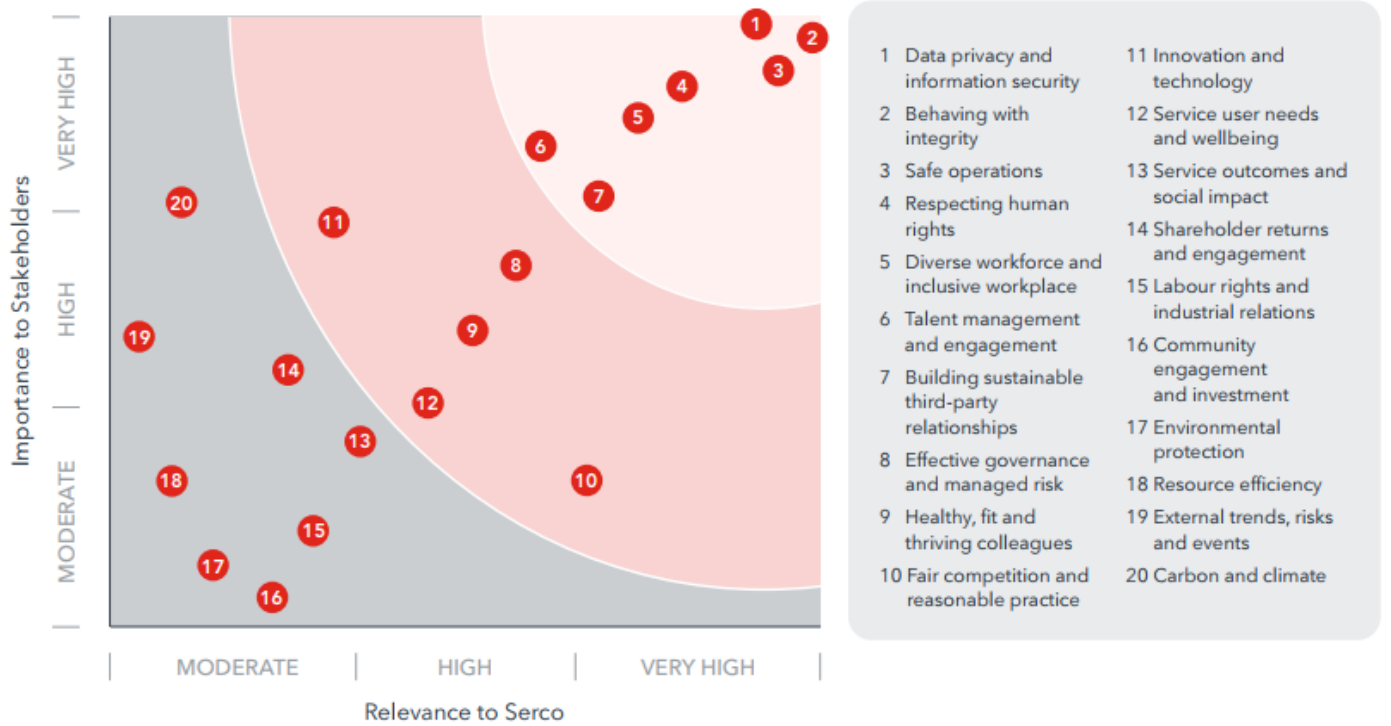 Importance to Stakeholders
VERY HIGH
HIGH
MODERATE
1
2
3
4
5
6
7
20
11
8
19
9
14
12
13
18
10
15
17
16
MODERATE
HIGH
VERY HIGH
Relevance to Serco
1 Data privacy and
information security
2 Behaving with
integrity
3 Safe operations
4 Respecting human
rights
5 Diverse workforce and
inclusive workplace
6 Talent management
and engagement
7 Building sustainable
third-party
relationships
8 Effective governance
and managed risk
9 Healthy, fit and
thriving colleagues
10 Fair competition and
reasonable practice
11 Innovation and
technology
12 Service user needs
and wellbeing
13 Service outcomes and
social impact
14 Shareholder returns
and engagement
15 Labour rights and
industrial relations
16 Community
engagement
and investment
17 Environmental
protection
18 Resource efficiency
19 External trends, risks
and events
20 Carbon and climate